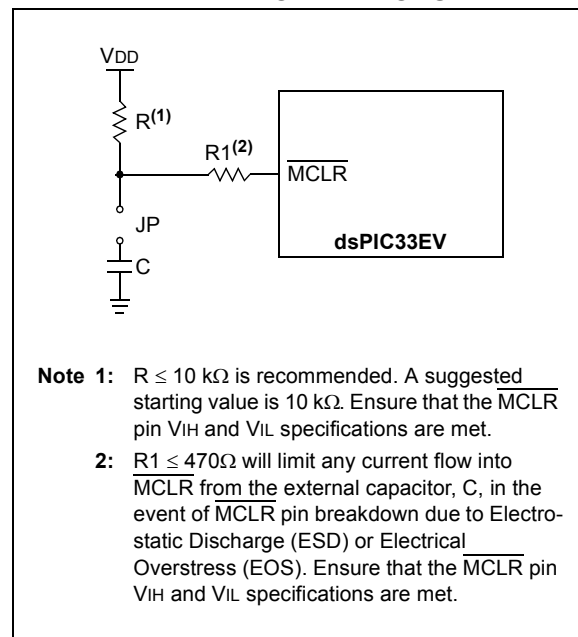 VDD
R(1)
R1(2)
MCLR
JP
dsPIC33EV
C
Note 1: R ≤ 10 kΩ is recommended. A suggested
starting value is 10 kΩ. Ensure that the MCLR
pin VIH and VIL specifications are met.
2: R1 ≤ 470Ω will limit any current flow into
MCLR from the external capacitor, C, in the
event of MCLR pin breakdown due to Electro-
static Discharge (ESD) or Electrical
Overstress (EOS). Ensure that the MCLR pin
VIH and VIL specifications are met.